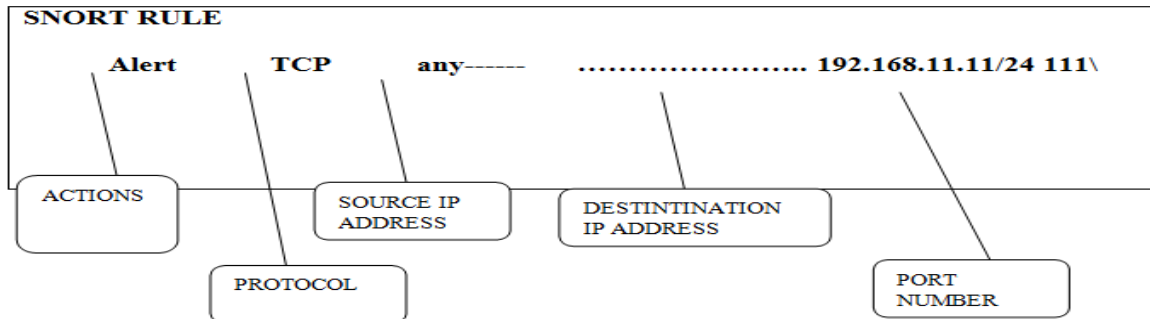 SNORT RULE
Alert TCP any------ ………………….. 192.168.11.11/24 111\
ACTIONS
SOURCE IP
ADDRESS
DESTINTINATION
IP ADDRESS
PROTOCOL
PORT
NUMBER